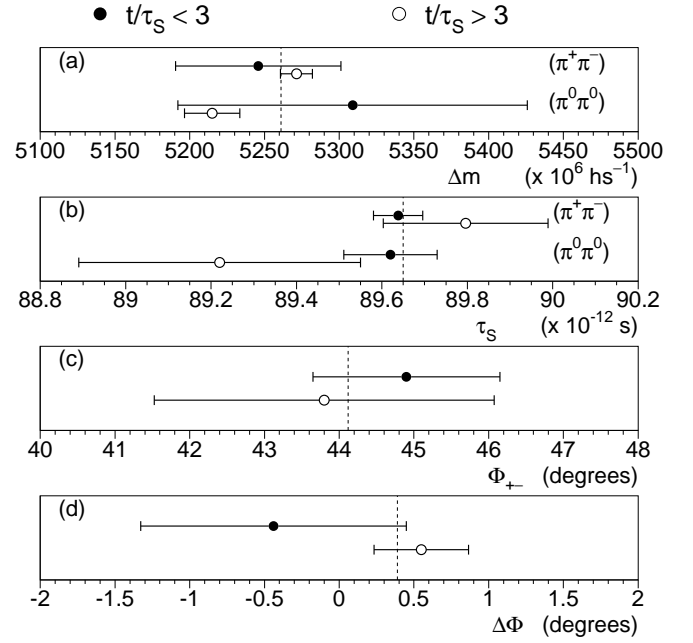 ● t/τS < 3 ○ t/τS > 3
(a) (π⁺π⁻)
(π⁰π⁰)
5100 5150 5200 5250 5300 5350 5400 5450 5500
Δm (x 10⁶ hs⁻¹)
(b) (π⁺π⁻)
(π⁰π⁰)
88.8 89 89.2 89.4 89.6 89.8 90 90.2
τS (x 10⁻¹² s)
(c)
40 41 42 43 44 45 46 47 48
Φ+− (degrees)
(d)
-2 -1.5 -1 -0.5 0 0.5 1 1.5 2
ΔΦ (degrees)